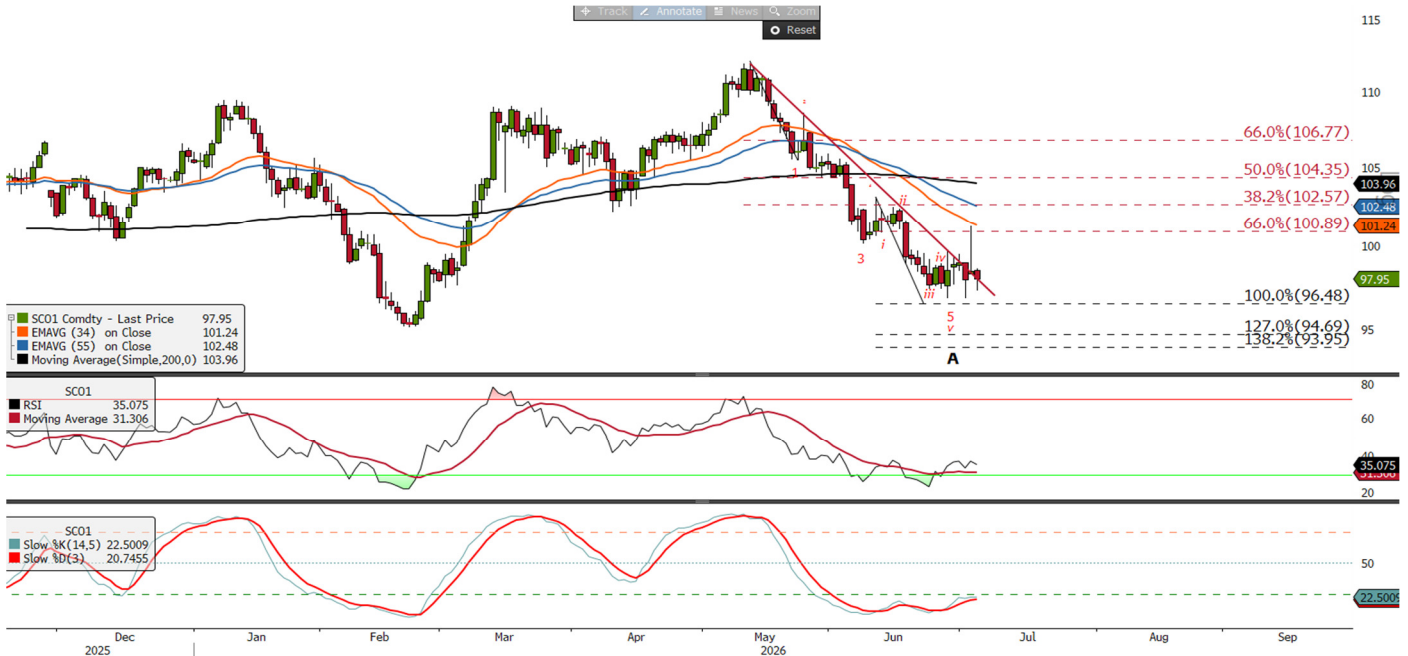 Track Annotate News Zoom
Reset
115
110
105
100
95
66.0%(106.77)
50.0%(104.35)
38.2%(102.57)
66.0%(100.89)
100.0%(96.48)
127.0%(94.69)
138.2%(93.95)
103.96
102.48
101.24
97.95
1
3
i
ii
iii
iv
5
v
A
SCO1 Comdty - Last Price 97.95
EMAVG (34) on Close 101.24
EMAVG (55) on Close 102.48
Moving Average(Simple,200,0) 103.96
SCO1
RSI 35.075
Moving Average 31.306
80
60
40
35.075
20
SCO1
Slow %K(14,5) 22.5009
Slow %D(3) 20.7455
50
22.5009
Dec Jan Feb Mar Apr May Jun Jul Aug Sep
2025 2026